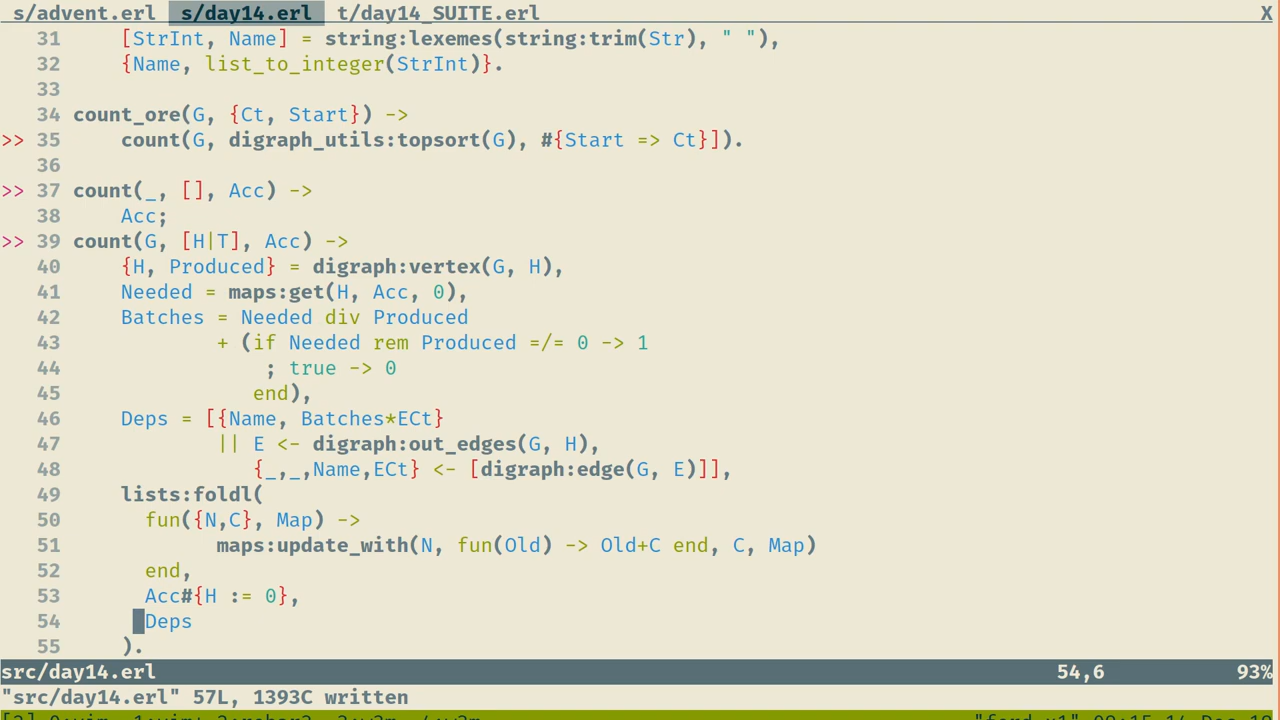 s/advent.erl s/day14.erl t/day14_SUITE.erl X
31 [StrInt, Name] = string:lexemes(string:trim(Str), " "),
32 {Name, list_to_integer(StrInt)}.
33
34 count_ore(G, {Ct, Start}) ->
>> 35 count(G, digraph_utils:topsort(G), #{Start => Ct}]).
36
>> 37 count(_, [], Acc) ->
38 Acc;
>> 39 count(G, [H|T], Acc) ->
40 {H, Produced} = digraph:vertex(G, H),
41 Needed = maps:get(H, Acc, 0),
42 Batches = Needed div Produced
43 + (if Needed rem Produced =/= 0 -> 1
44 ; true -> 0
45 end),
46 Deps = [{Name, Batches*ECt}
47 || E <- digraph:out_edges(G, H),
48 {_,_,Name,ECt} <- [digraph:edge(G, E)]],
49 lists:foldl(
50 fun({N,C}, Map) ->
51 maps:update_with(N, fun(Old) -> Old+C end, C, Map)
52 end,
53 Acc#{H := 0},
54 Deps
55 ).
src/day14.erl 54,6 93%
"src/day14.erl" 57L, 1393C written